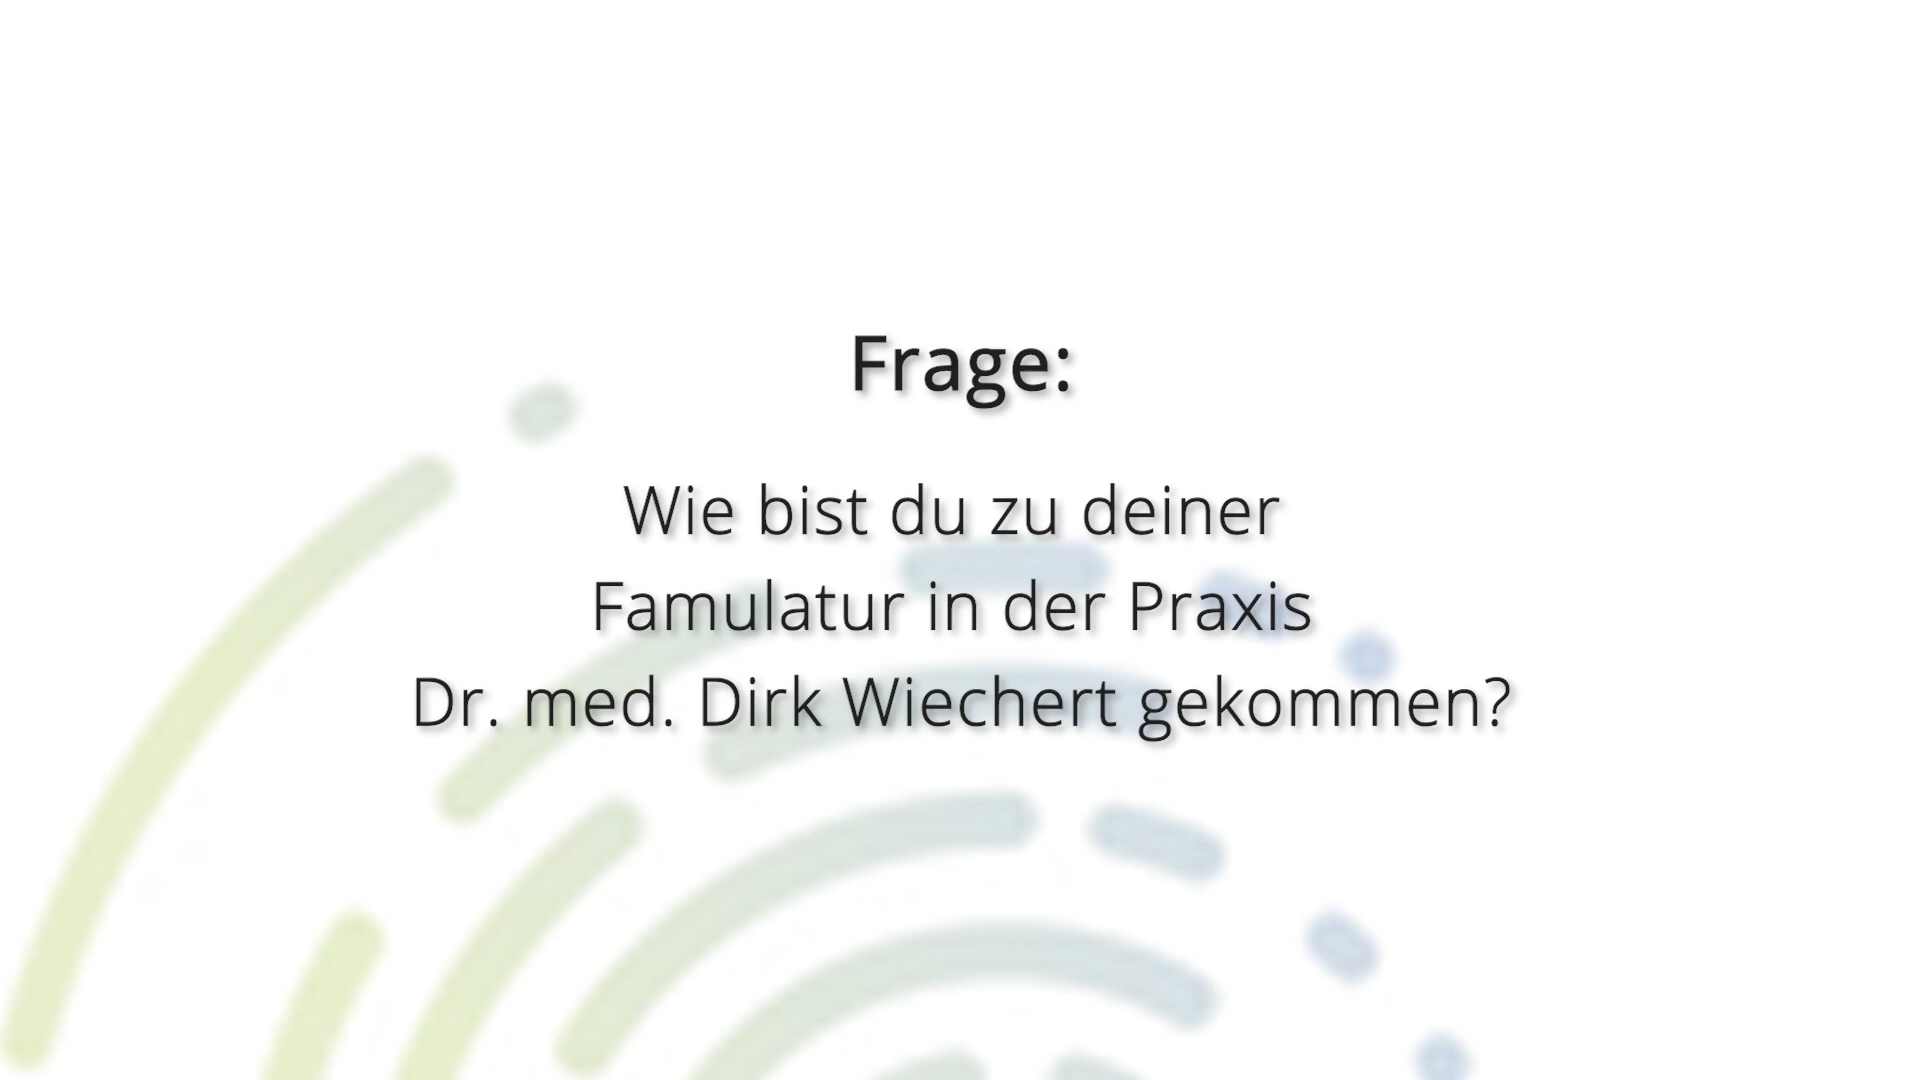 Frage:
Wie bist du zu deiner
Famulatur in der Praxis
Dr. med. Dirk Wiechert gekommen?